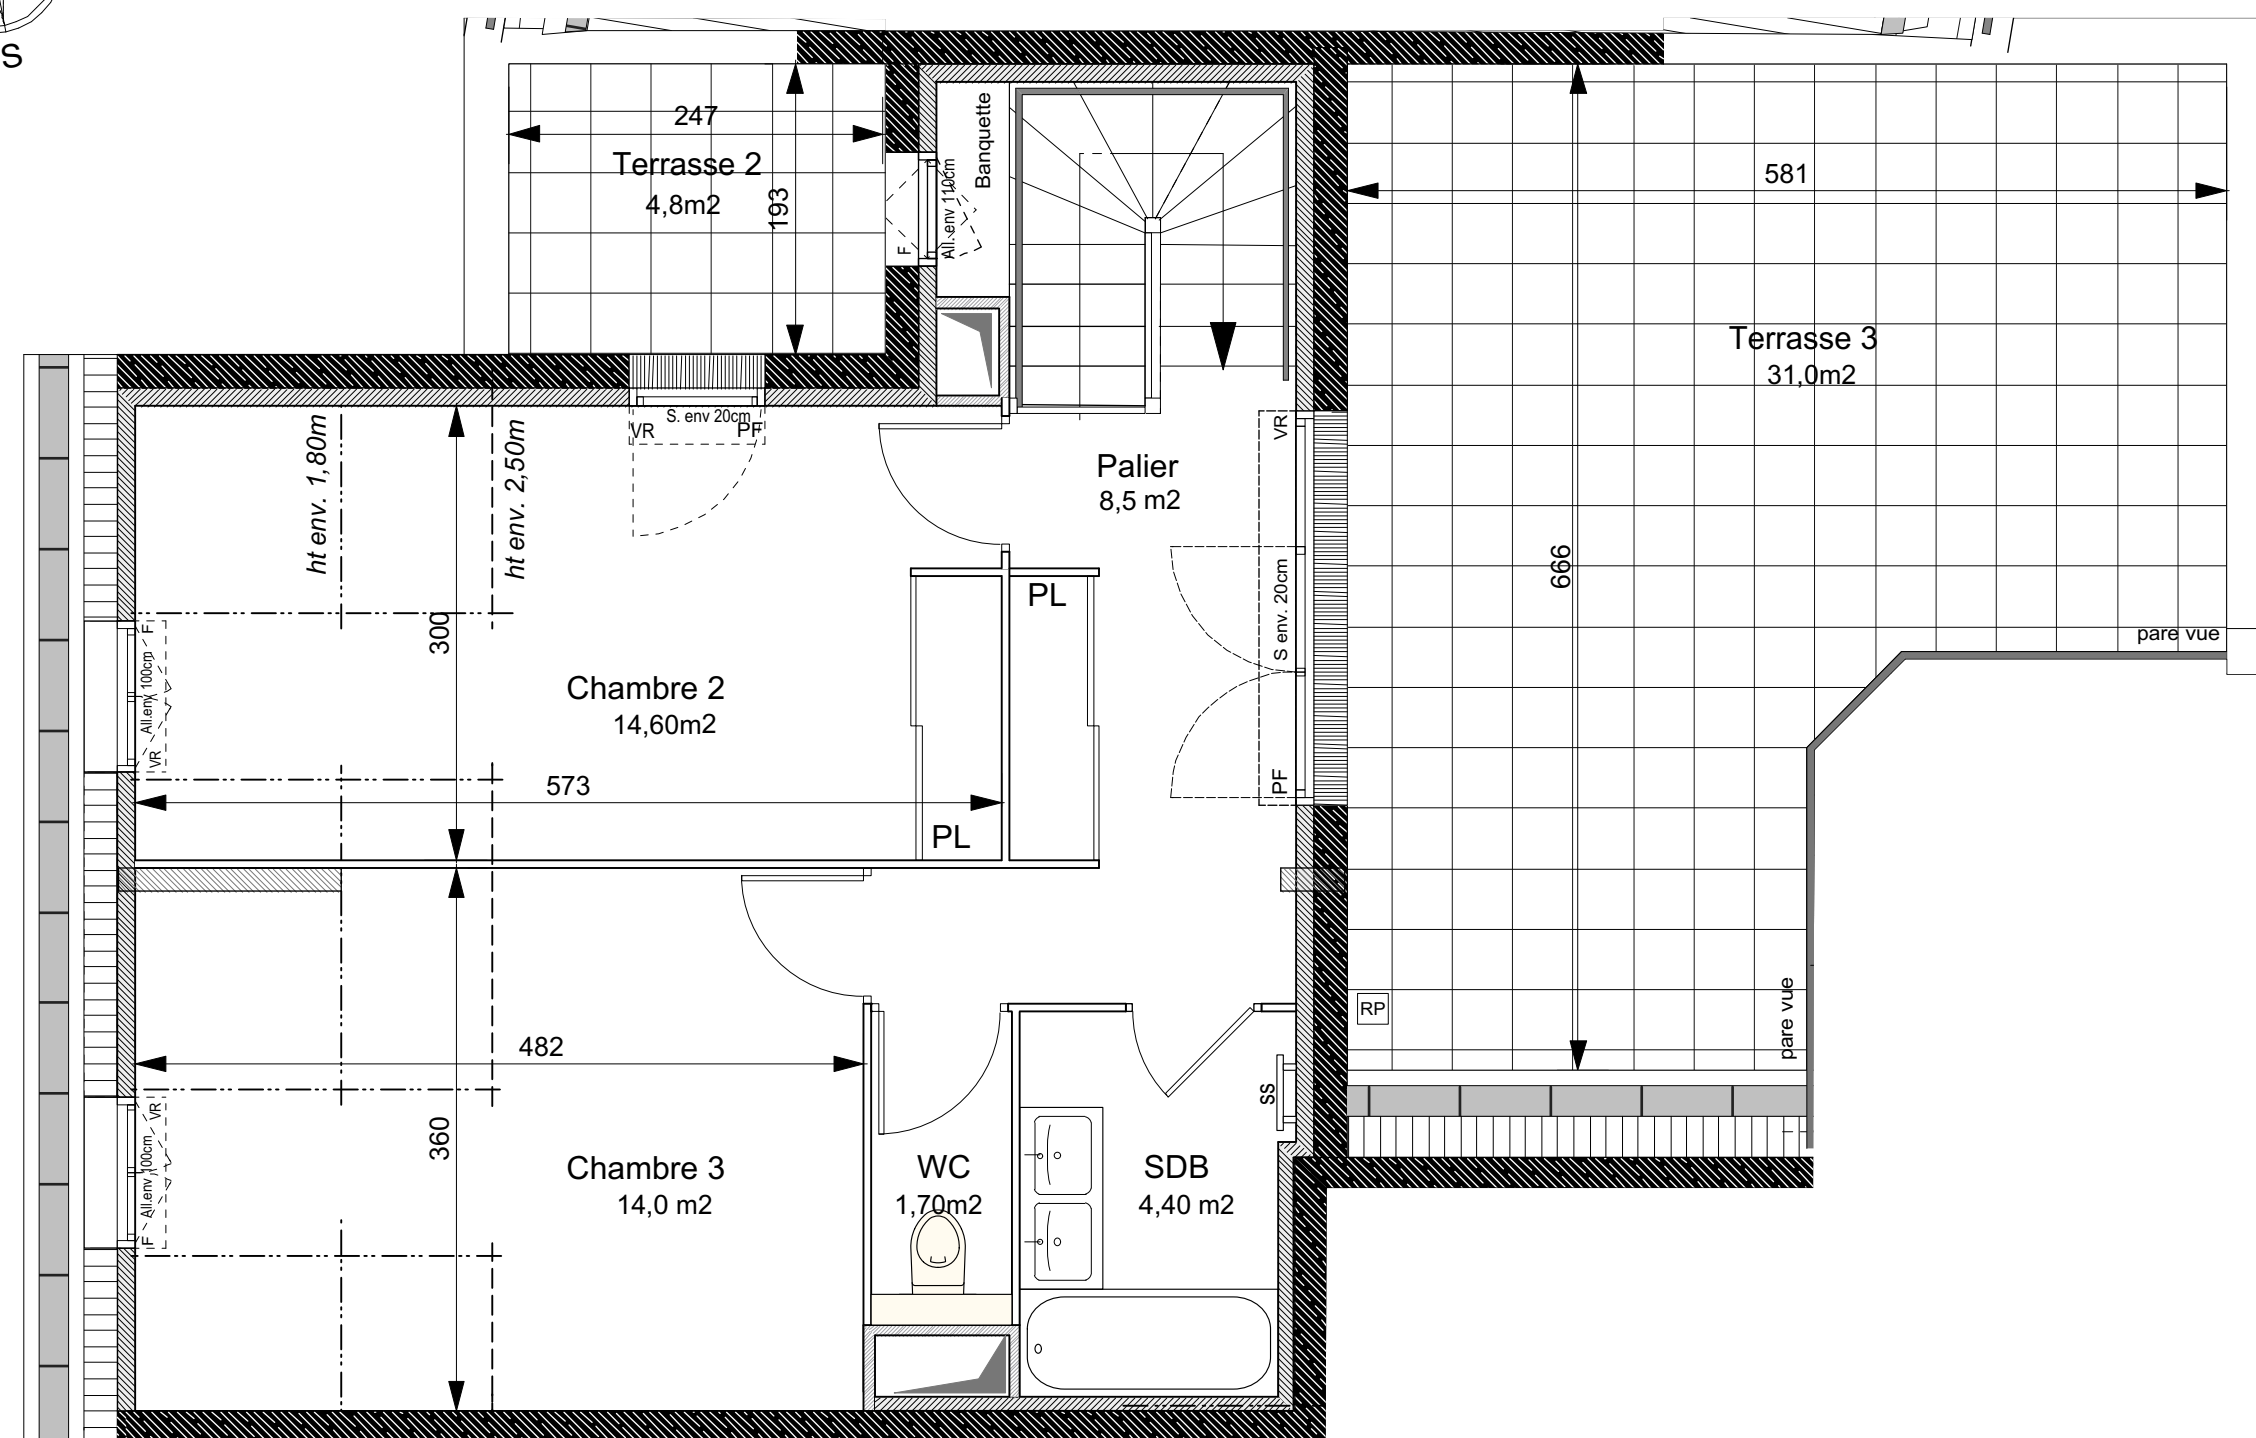 S
247
Terrasse 2
4,8m2
193
F
All. env 110cm
Banquette
581
Terrasse 3
31,0m2
666
pare vue
pare vue
RP
ht env. 1,80m
ht env. 2,50m
S. env 20cm
VR
PF
Palier
8,5 m2
VR
S env. 20cm
PF
PL
PL
300
F
All.env 100cm
VR
Chambre 2
14,60m2
573
482
360
VR
All.env 100cm
F
Chambre 3
14,0 m2
WC
1,70m2
SDB
4,40 m2
SS